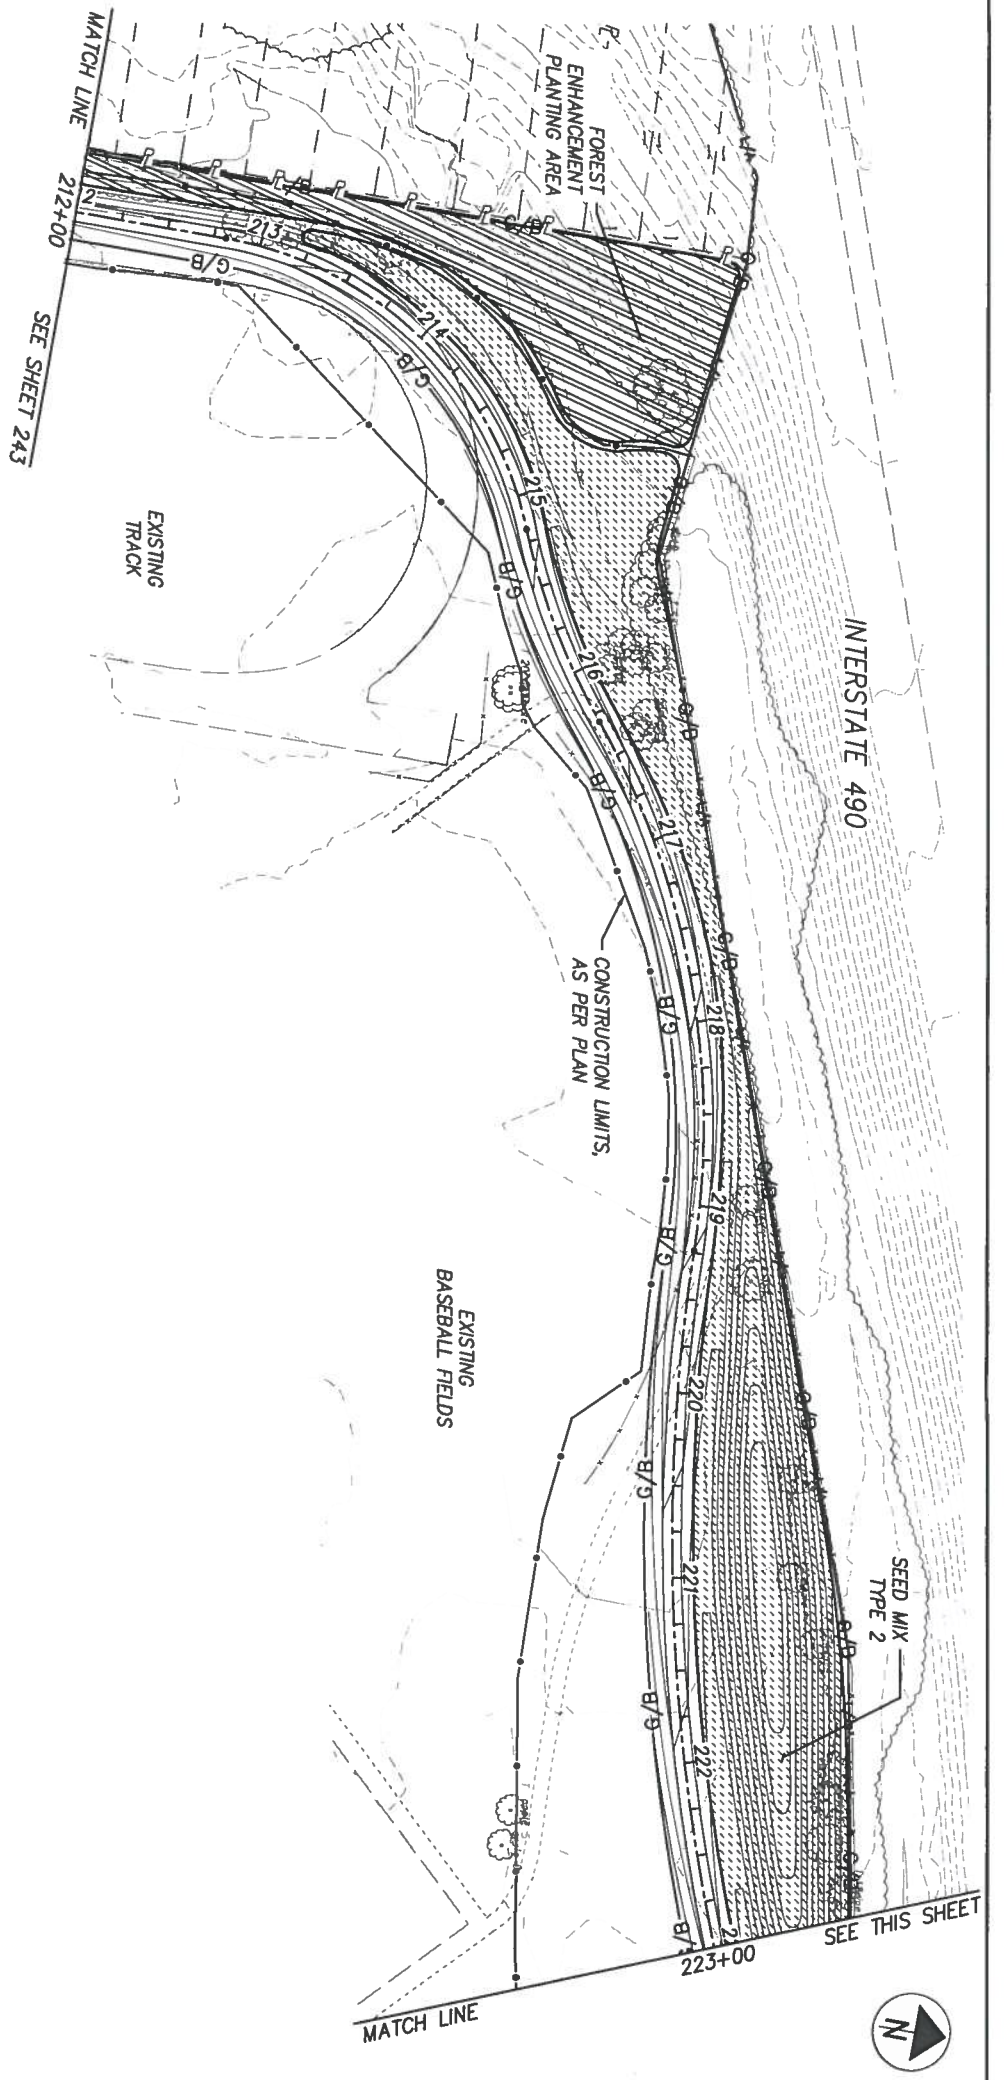 MATCH LINE
212+00
SEE SHEET 243
FOREST
ENHANCEMENT
PLANTING AREA
INTERSTATE 490
EXISTING
TRACK
CONSTRUCTION LIMITS,
AS PER PLAN
EXISTING
BASEBALL FIELDS
SEED MIX
TYPE 2
2
213
214
215
216
217
218
219
220
221
222
G/B
G/B
G/B
G/B
G/B
G/B
G/B
G/B
G/B
G/B
MATCH LINE
223+00
SEE THIS SHEET
N